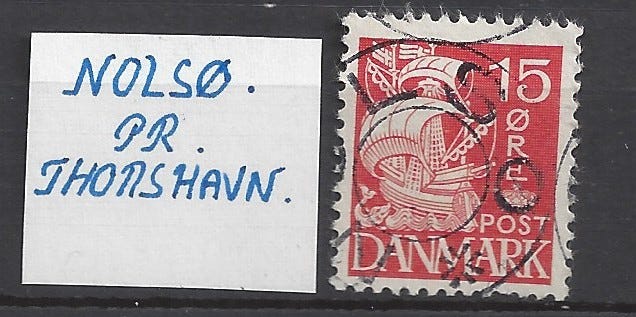 NOLSØ.
PR.
THORSHAVN.
15
ØRE
POST
DANMARK